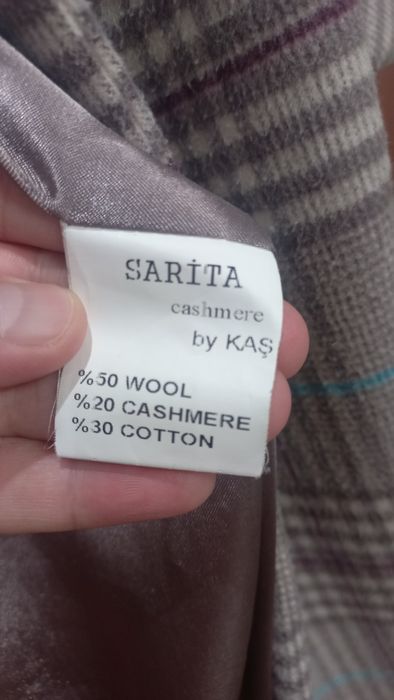 SARİTA
cashmere
by KAŞ
%50 WOOL
%20 CASHMERE
%30 COTTON